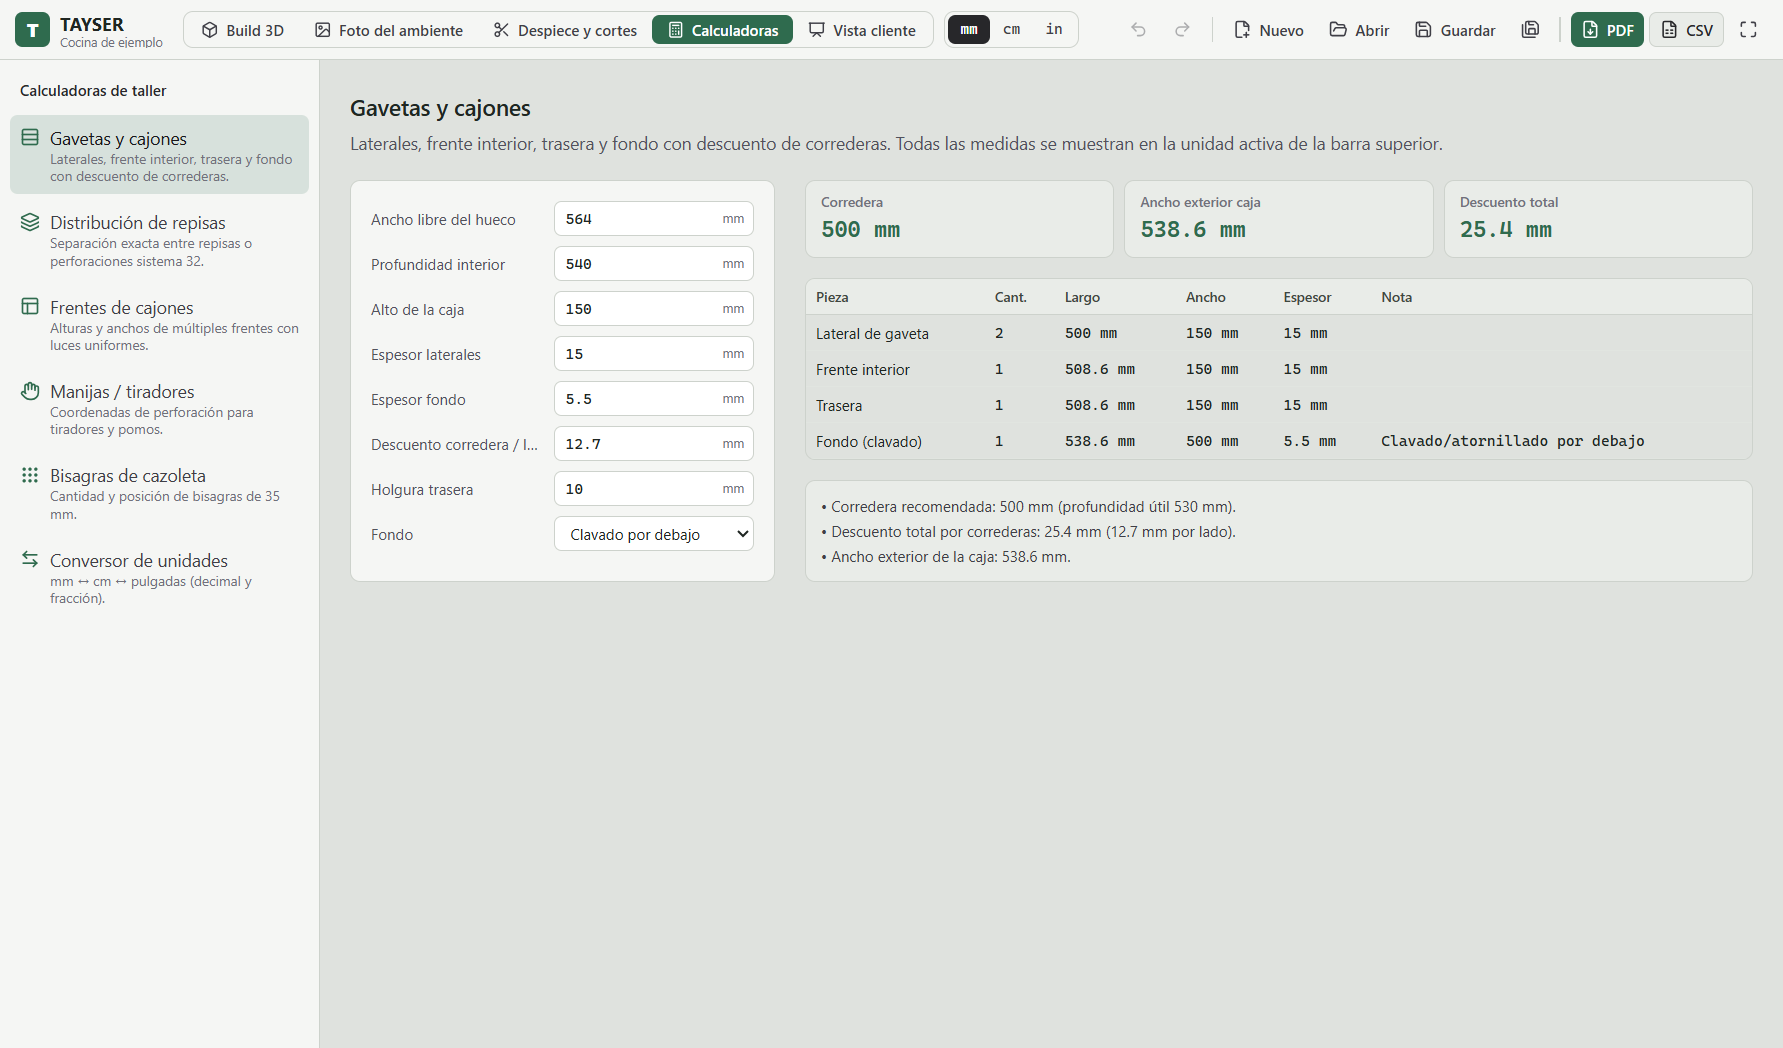 T
TAYSER
Cocina de ejemplo
Build 3D
Foto del ambiente
Despiece y cortes
Calculadoras
Vista cliente
mm
cm
in
Nuevo
Abrir
Guardar
PDF
CSV
Calculadoras de taller
Gavetas y cajones
Laterales, frente interior, trasera y fondo
con descuento de correderas.
Distribución de repisas
Separación exacta entre repisas o
perforaciones sistema 32.
Frentes de cajones
Alturas y anchos de múltiples frentes con
luces uniformes.
Manijas / tiradores
Coordenadas de perforación para
tiradores y pomos.
Bisagras de cazoleta
Cantidad y posición de bisagras de 35
mm.
Conversor de unidades
mm ↔ cm ↔ pulgadas (decimal y
fracción).
Gavetas y cajones
Laterales, frente interior, trasera y fondo con descuento de correderas. Todas las medidas se muestran en la unidad activa de la barra superior.
Ancho libre del hueco 564 mm
Profundidad interior 540 mm
Alto de la caja 150 mm
Espesor laterales 15 mm
Espesor fondo 5.5 mm
Descuento corredera / l... 12.7 mm
Holgura trasera 10 mm
Fondo Clavado por debajo
Corredera
500 mm
Ancho exterior caja
538.6 mm
Descuento total
25.4 mm
Pieza Cant. Largo Ancho Espesor Nota
Lateral de gaveta 2 500 mm 150 mm 15 mm
Frente interior 1 508.6 mm 150 mm 15 mm
Trasera 1 508.6 mm 150 mm 15 mm
Fondo (clavado) 1 538.6 mm 500 mm 5.5 mm Clavado/atornillado por debajo
• Corredera recomendada: 500 mm (profundidad útil 530 mm).
• Descuento total por correderas: 25.4 mm (12.7 mm por lado).
• Ancho exterior de la caja: 538.6 mm.